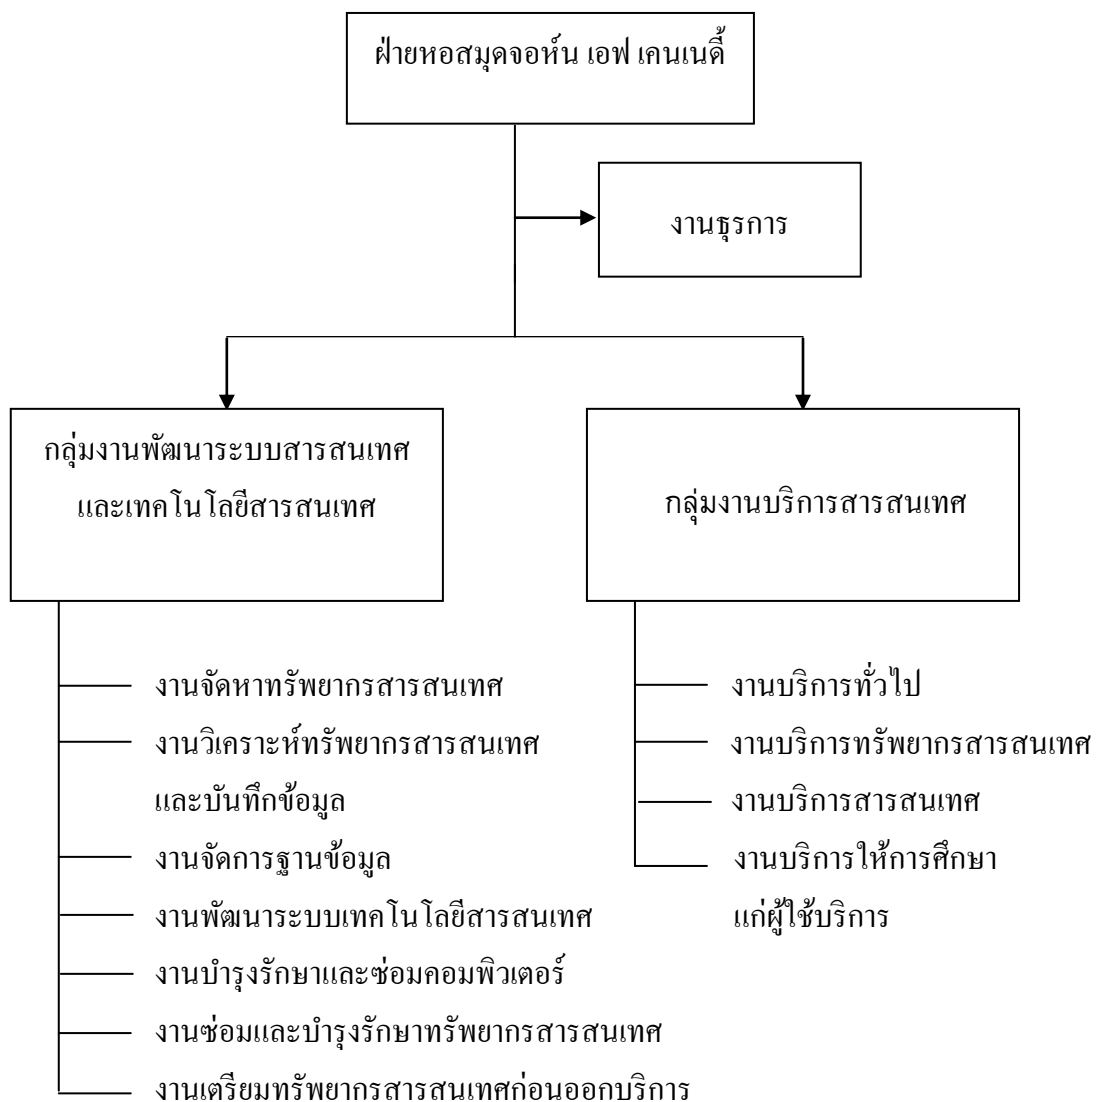 ฝ่ายหอสมุดจอห์น เอฟ เคนเนดี้
งานธุรการ
กลุ่มงานพัฒนาระบบสารสนเทศ
และเทคโนโลยีสารสนเทศ
กลุ่มงานบริการสารสนเทศ
งานจัดหาทรัพยากรสารสนเทศ
งานวิเคราะห์ทรัพยากรสารสนเทศ
และบันทึกข้อมูล
งานจัดการฐานข้อมูล
งานพัฒนาระบบเทคโนโลยีสารสนเทศ
งานบำรุงรักษาและซ่อมคอมพิวเตอร์
งานซ่อมและบำรุงรักษาทรัพยากรสารสนเทศ
งานเตรียมทรัพยากรสารสนเทศก่อนออกบริการ
งานบริการทั่วไป
งานบริการทรัพยากรสารสนเทศ
งานบริการสารสนเทศ
งานบริการให้การศึกษา
แก่ผู้ใช้บริการ